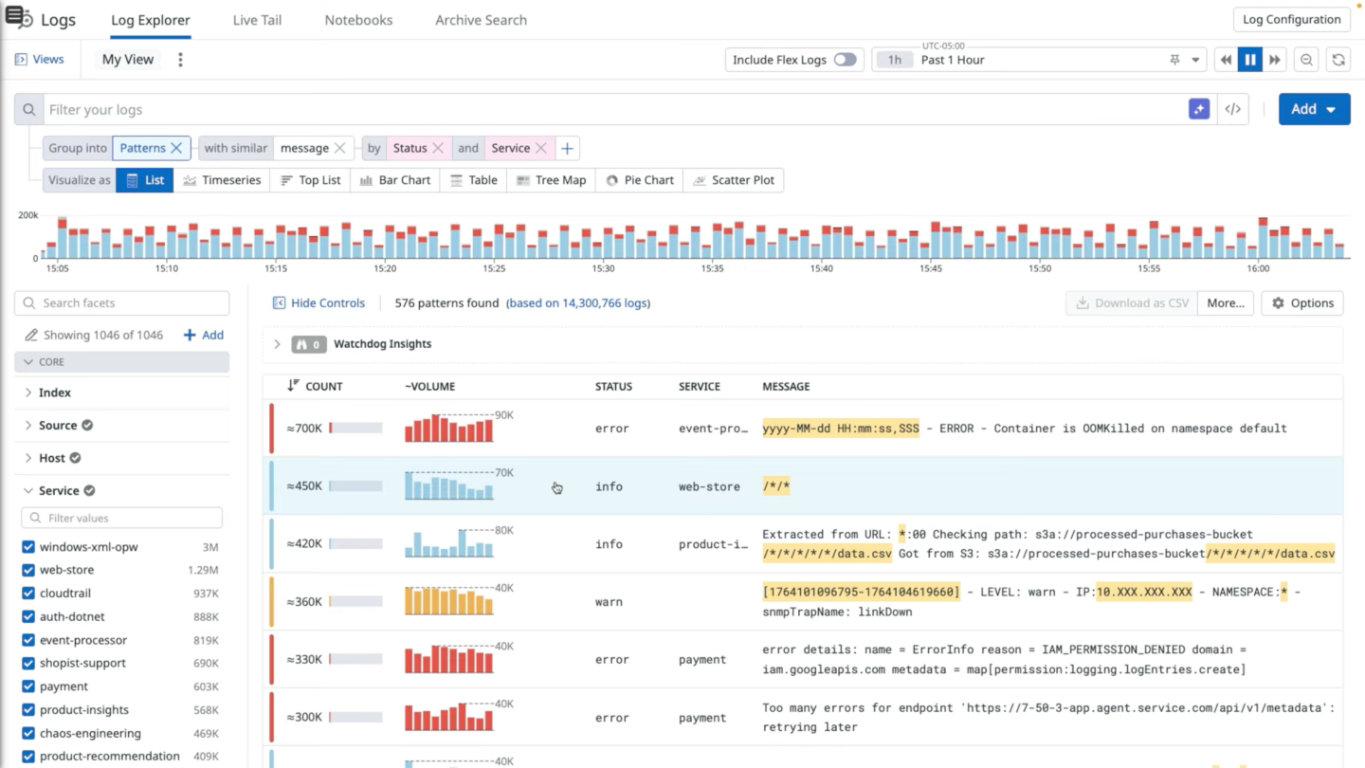 Logs Log Explorer Live Tail Notebooks Archive Search Log Configuration
Views My View Include Flex Logs 1h UTC-05:00 Past 1 Hour
Filter your logs </> Add
Group into Patterns with similar message by Status and Service
Visualize as List Timeseries Top List Bar Chart Table Tree Map Pie Chart Scatter Plot
200k
0
15:05 15:10 15:15 15:20 15:25 15:30 15:35 15:40 15:45 15:50 15:55 16:00
Search facets
Showing 1046 of 1046 Add
CORE
Index
Source
Host
Service
Filter values
windows-xml-opw 3M
web-store 1.29M
cloudtrail 937K
auth-dotnet 888K
event-processor 819K
shopist-support 690K
payment 603K
product-insights 568K
chaos-engineering 469K
product-recommendation 409K
Hide Controls 576 patterns found (based on 14,300,766 logs) Download as CSV More... Options
0 Watchdog Insights
COUNT ~VOLUME STATUS SERVICE MESSAGE
≈700K 90K error event-pro… yyyy-MM-dd HH:mm:ss,SSS - ERROR - Container is OOMKilled on namespace default
≈450K 70K info web-store /*/*
≈420K 80K info product-i… Extracted from URL: *:00 Checking path: s3a://processed-purchases-bucket
/*/*/*/*/*/data.csv Got from S3: s3a://processed-purchases-bucket/*/*/*/*/*/data.csv
≈360K 40K warn [1764101096795-1764104619660] - LEVEL: warn - IP:10.XXX.XXX.XXX - NAMESPACE:* -
snmpTrapName: linkDown
≈330K 40K error payment error details: name = ErrorInfo reason = IAM_PERMISSION_DENIED domain =
iam.googleapis.com metadata = map[permission:logging.logEntries.create]
≈300K 40K error payment Too many errors for endpoint 'https://7-50-3-app.agent.service.com/api/v1/metadata':
retrying later
40K